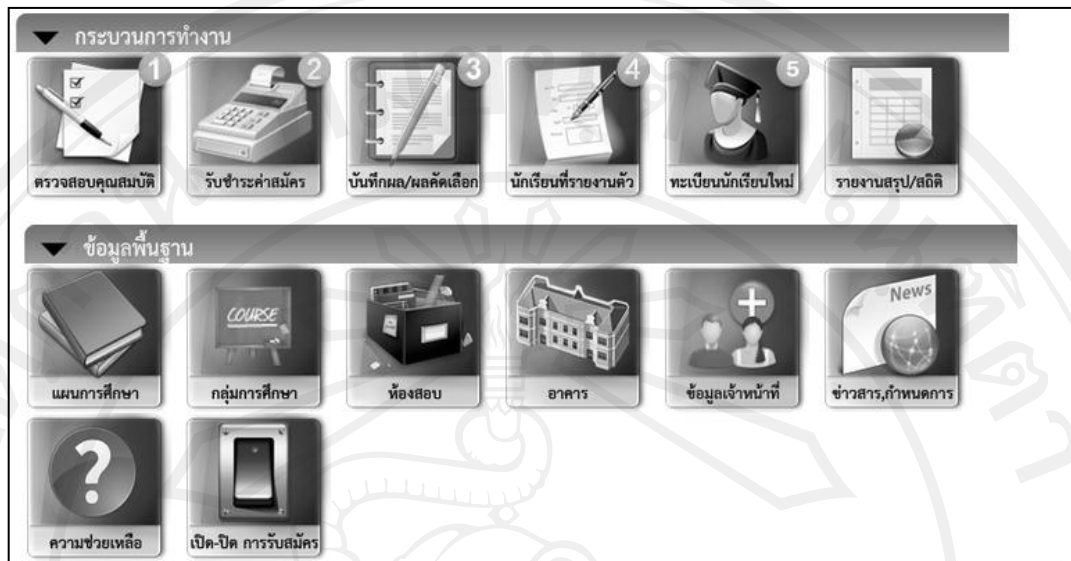 กระบวนการทำงาน
1 2 3 4 5
ตรวจสอบคุณสมบัติ รับชำระค่าสมัคร บันทึกผล/ผลคัดเลือก นักเรียนที่รายงานตัว ทะเบียนนักเรียนใหม่ รายงานสรุป/สถิติ
ข้อมูลพื้นฐาน
COURSE News
แผนการศึกษา กลุ่มการศึกษา ห้องสอบ อาคาร ข้อมูลเจ้าหน้าที่ ข่าวสาร,กำหนดการ
?
ความช่วยเหลือ เปิด-ปิด การรับสมัคร